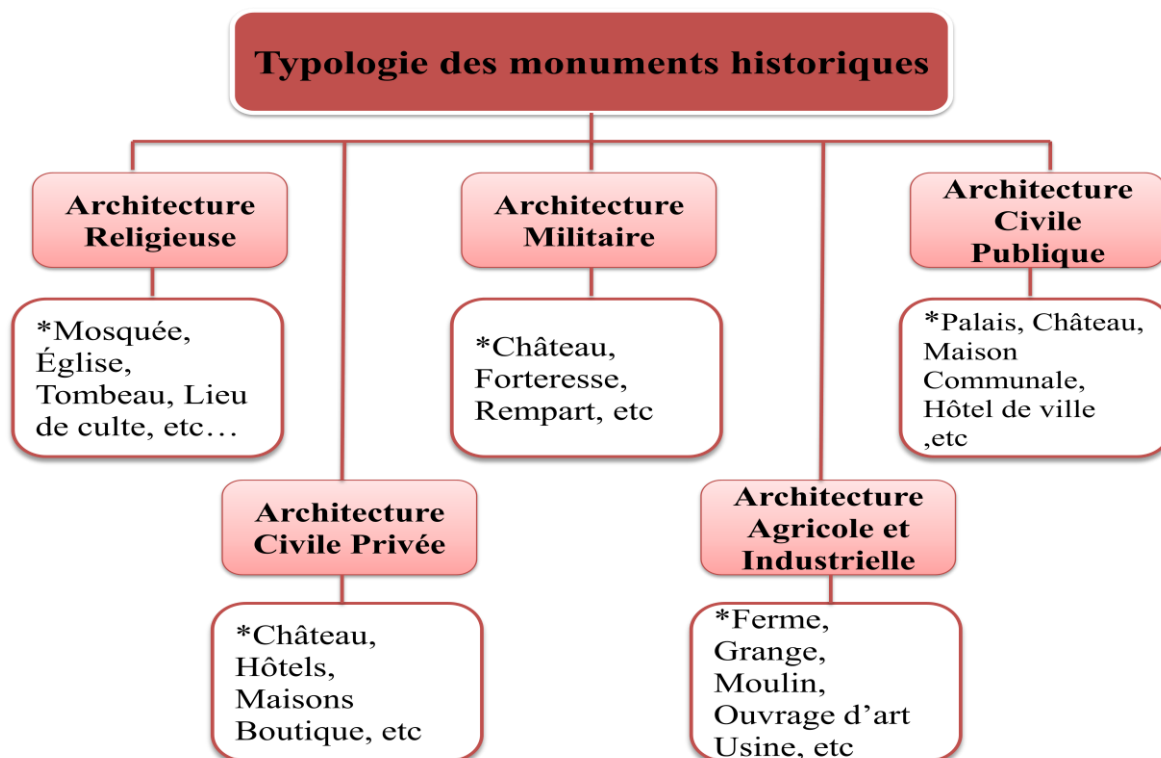 Typologie des monuments historiques
Architecture
Religieuse
*Mosquée,
Église,
Tombeau, Lieu
de culte, etc…
Architecture
Militaire
*Château,
Forteresse,
Rempart, etc
Architecture
Civile
Publique
*Palais, Château,
Maison
Communale,
Hôtel de ville
,etc
Architecture
Civile Privée
*Château,
Hôtels,
Maisons
Boutique, etc
Architecture
Agricole et
Industrielle
*Ferme,
Grange,
Moulin,
Ouvrage d’art
Usine, etc